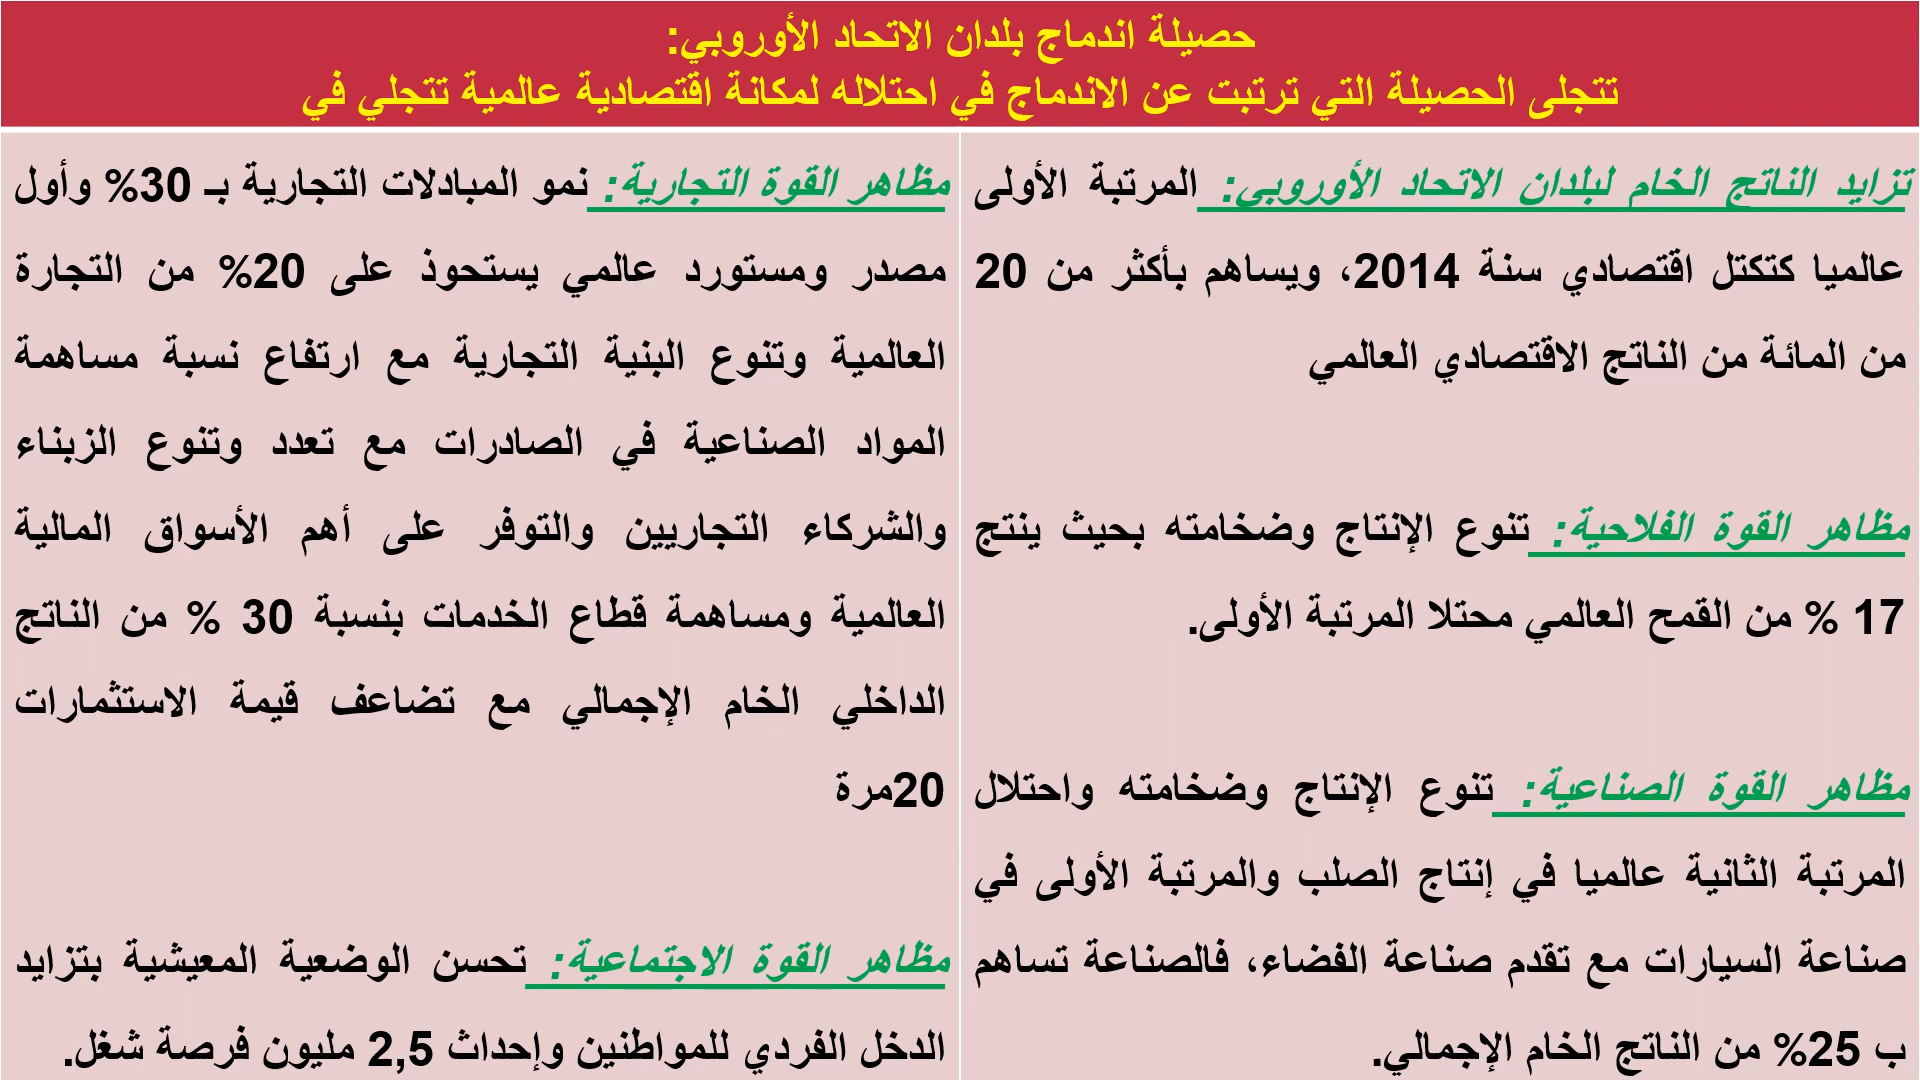 حصيلة اندماج بلدان الاتحاد الأوروبي:
تتجلى الحصيلة التي ترتبت عن الاندماج في احتلاله لمكانة اقتصادية عالمية تتجلي في
تزايد الناتج الخام لبلدان الاتحاد الأوروبي: المرتبة الأولى
عالميا كتكتل اقتصادي سنة 2014، ويساهم بأكثر من 20
من المائة من الناتج الاقتصادي العالمي
مظاهر القوة الفلاحية: تنوع الإنتاج وضخامته بحيث ينتج
17 % من القمح العالمي محتلا المرتبة الأولى.
مظاهر القوة الصناعية: تنوع الإنتاج وضخامته واحتلال
المرتبة الثانية عالميا في إنتاج الصلب والمرتبة الأولى في
صناعة السيارات مع تقدم صناعة الفضاء، فالصناعة تساهم
ب 25% من الناتج الخام الإجمالي.
مظاهر القوة التجارية: نمو المبادلات التجارية بـ 30% وأول
مصدر ومستورد عالمي يستحوذ على 20% من التجارة
العالمية وتنوع البنية التجارية مع ارتفاع نسبة مساهمة
المواد الصناعية في الصادرات مع تعدد وتنوع الزبناء
والشركاء التجاريين والتوفر على أهم الأسواق المالية
العالمية ومساهمة قطاع الخدمات بنسبة 30 % من الناتج
الداخلي الخام الإجمالي مع تضاعف قيمة الاستثمارات
20مرة
مظاهر القوة الاجتماعية: تحسن الوضعية المعيشية بتزايد
الدخل الفردي للمواطنين وإحداث 2,5 مليون فرصة شغل.